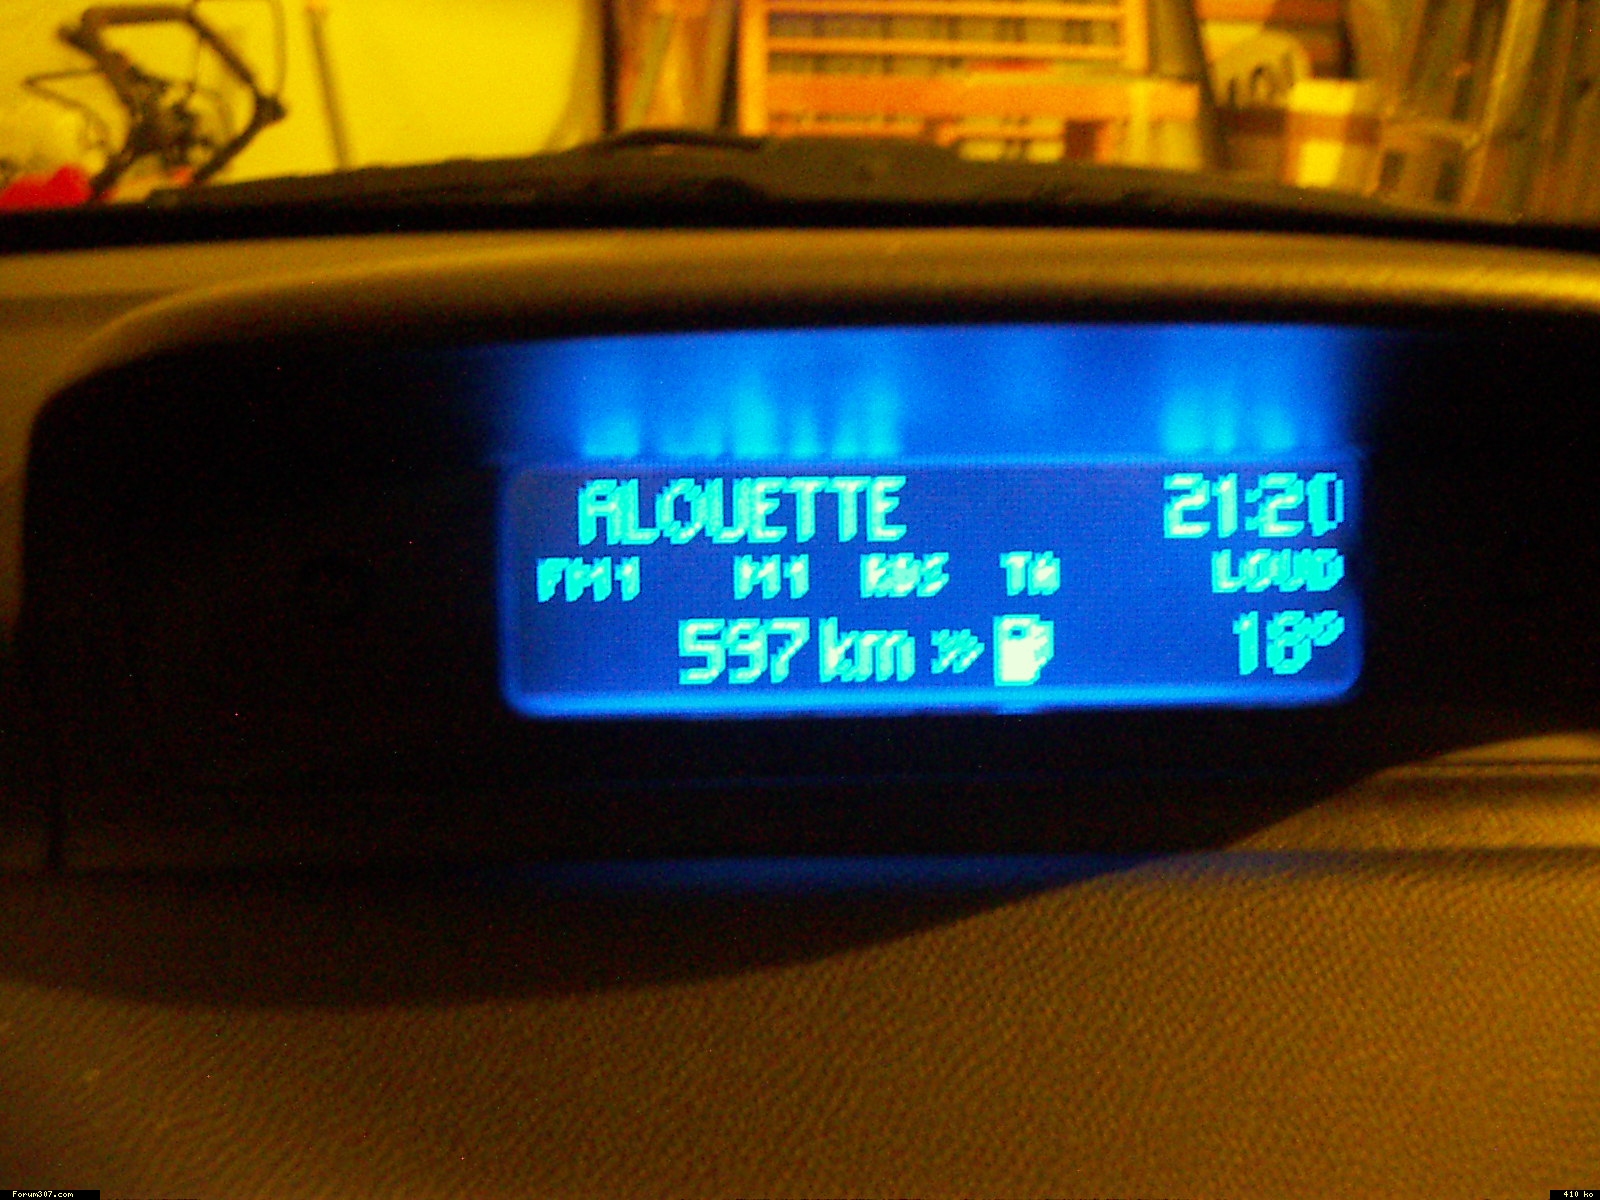 ALOUETTE 21:20
FM1 M1 RDS TA LOUD
597 km » 18°
Forum307.com 410 ko